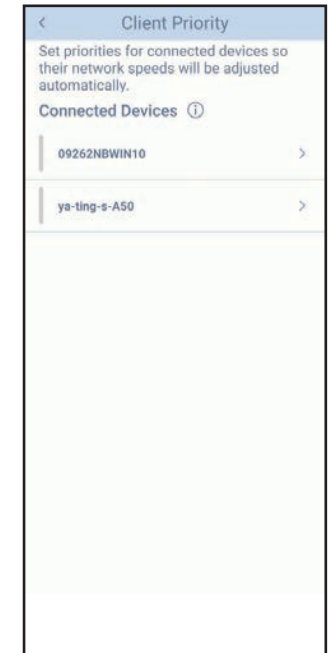 Client Priority
Set priorities for connected devices so
their network speeds will be adjusted
automatically.
Connected Devices
09262NBWIN10
ya-ting-s-A50